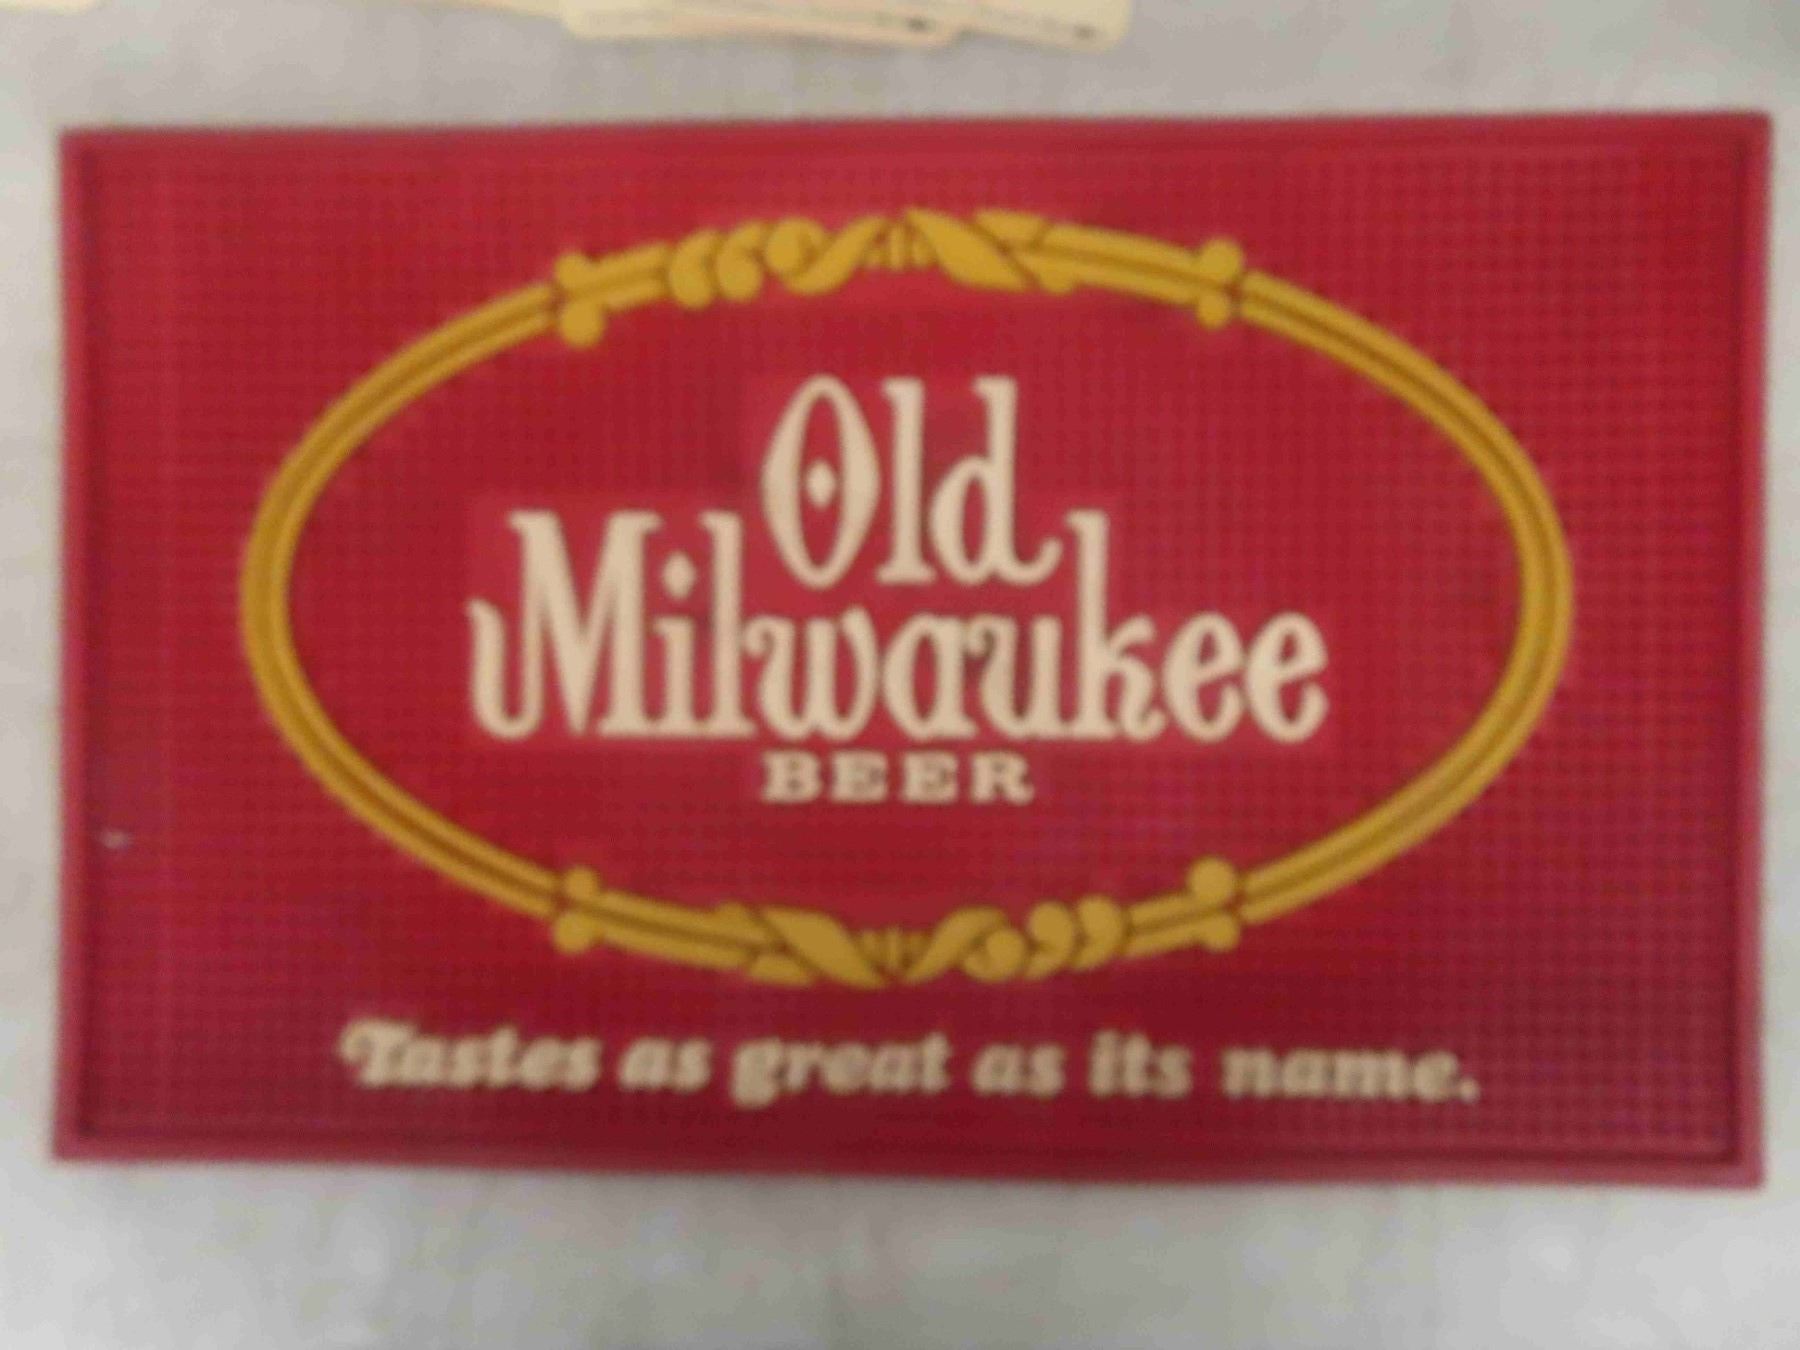 Old
Milwaukee
BEER
Tastes as great as its name.